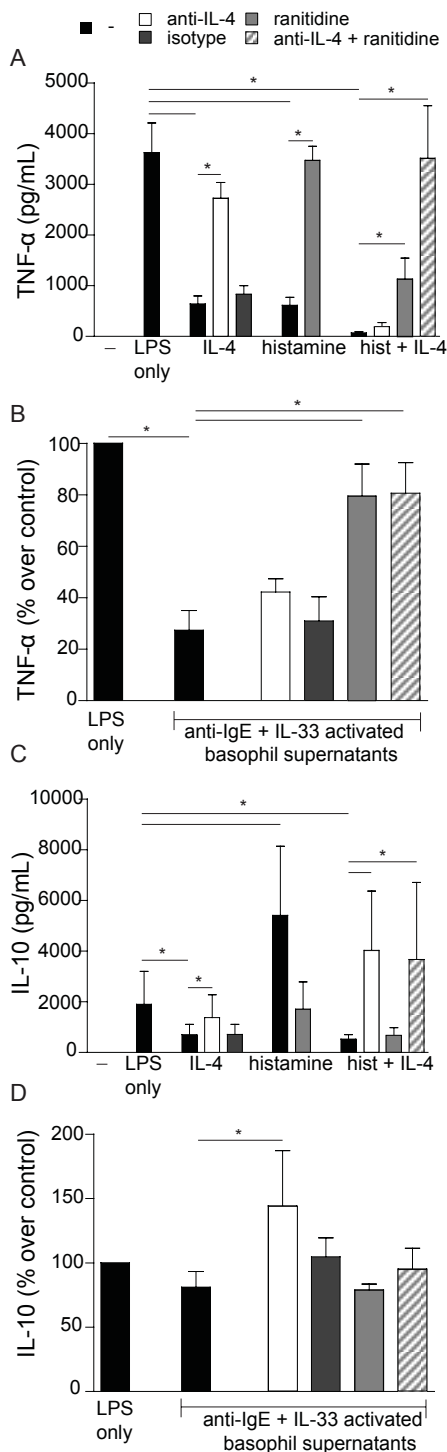 - anti-IL-4 ranitidine
isotype anti-IL-4 + ranitidine
A
TNF-α (pg/mL)
5000
4000
3000
2000
1000
0
*
*
*
*
*
– LPS only IL-4 histamine hist + IL-4
B
TNF-α (% over control)
100
80
60
40
20
0
*
*
LPS only
anti-IgE + IL-33 activated
basophil supernatants
C
IL-10 (pg/mL)
10000
8000
6000
4000
2000
0
*
*
*
*
– LPS only IL-4 histamine hist + IL-4
D
IL-10 (% over control)
200
150
100
50
0
*
LPS only
anti-IgE + IL-33 activated
basophil supernatants